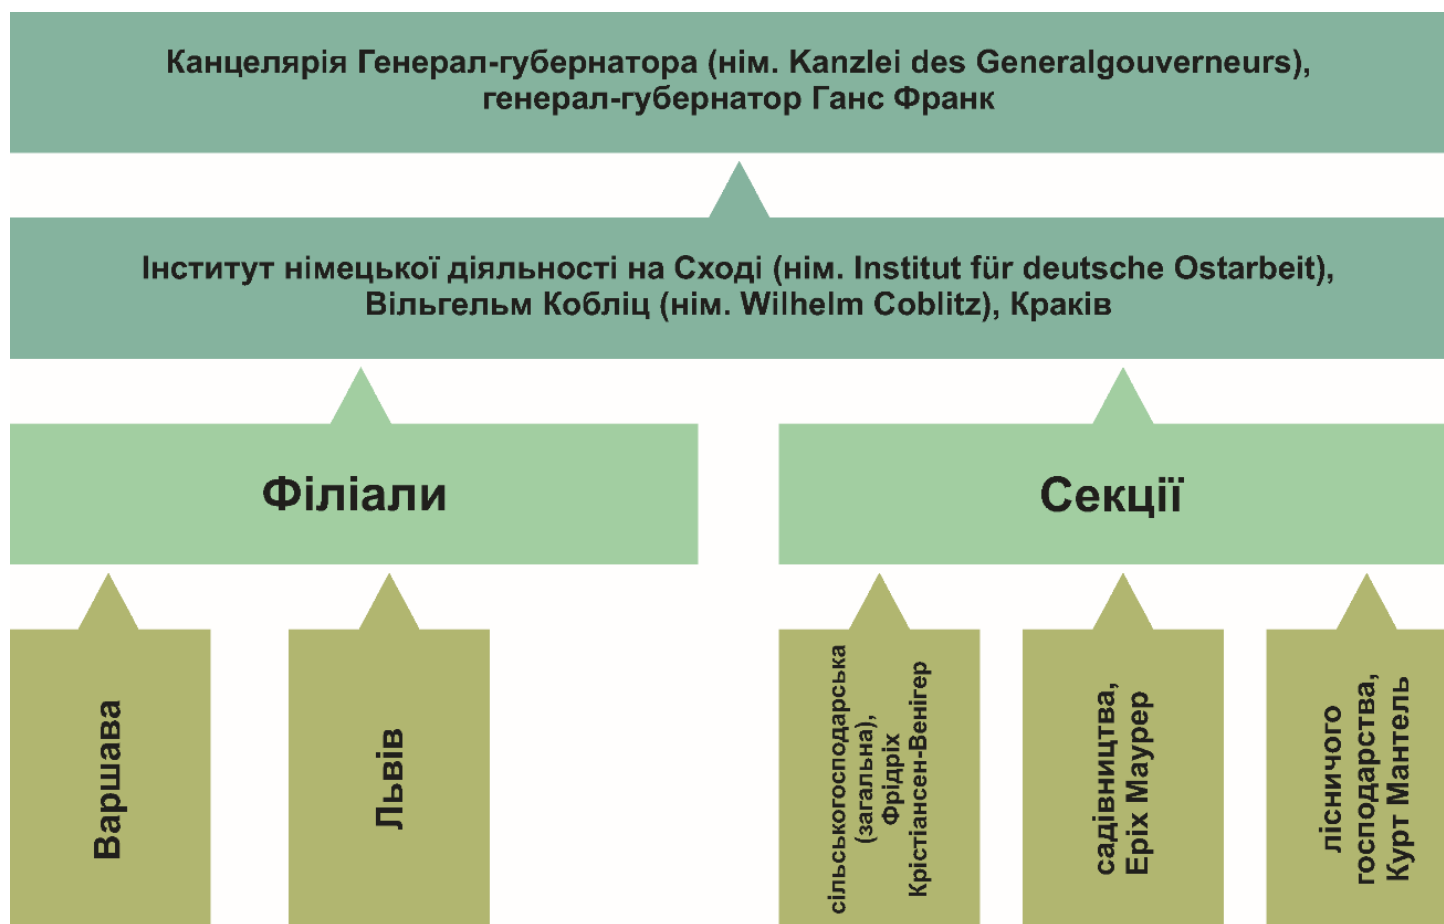 Канцелярія Генерал-губернатора (нім. Kanzlei des Generalgouverneurs),
генерал-губернатор Ганс Франк
Інститут німецької діяльності на Сході (нім. Institut für deutsche Ostarbeit),
Вільгельм Кобліц (нім. Wilhelm Coblitz), Краків
Філіали
Секції
Варшава
Львів
сільськогосподарська
(загальна),
Фрідріх
Крістіансен-Венігер
садівництва,
Еріх Маурер
лісничого
господарства,
Курт Мантель